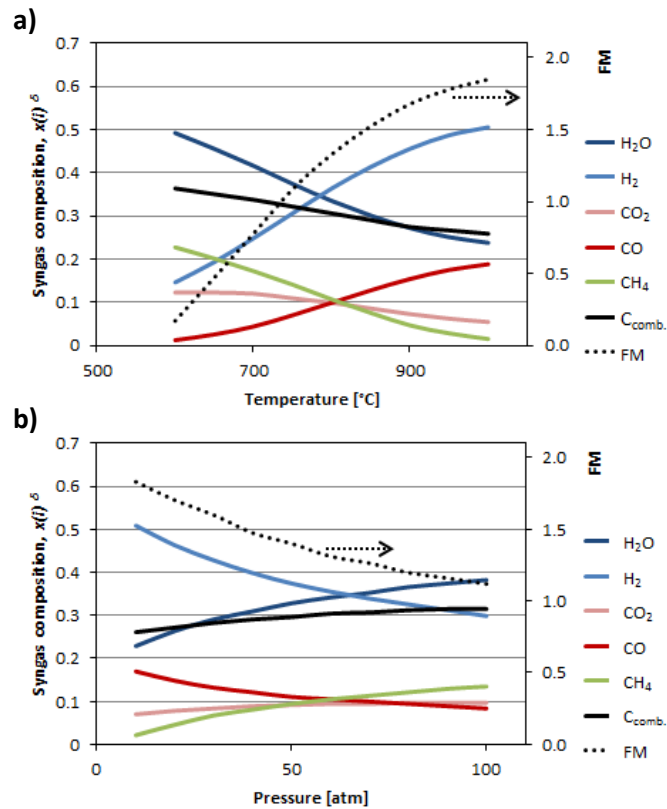 a)
0.7
0.6
0.5
0.4
0.3
0.2
0.1
0
Syngas composition, x(i) δ
2.0
1.5
1.0
0.5
0.0
FM
500
700
900
Temperature [°C]
H₂O
H₂
CO₂
CO
CH₄
Ccomb.
FM
b)
0.7
0.6
0.5
0.4
0.3
0.2
0.1
0
Syngas composition, x(i) δ
2.0
1.5
1.0
0.5
0.0
FM
0
50
100
Pressure [atm]
H₂O
H₂
CO₂
CO
CH₄
Ccomb.
FM